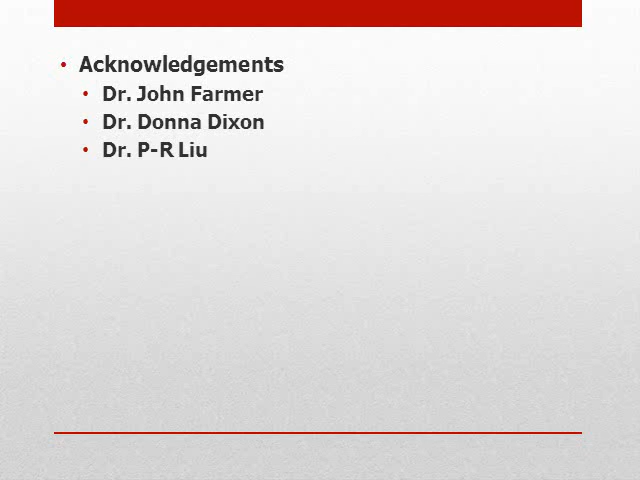 • Acknowledgements
• Dr. John Farmer
• Dr. Donna Dixon
• Dr. P-R Liu